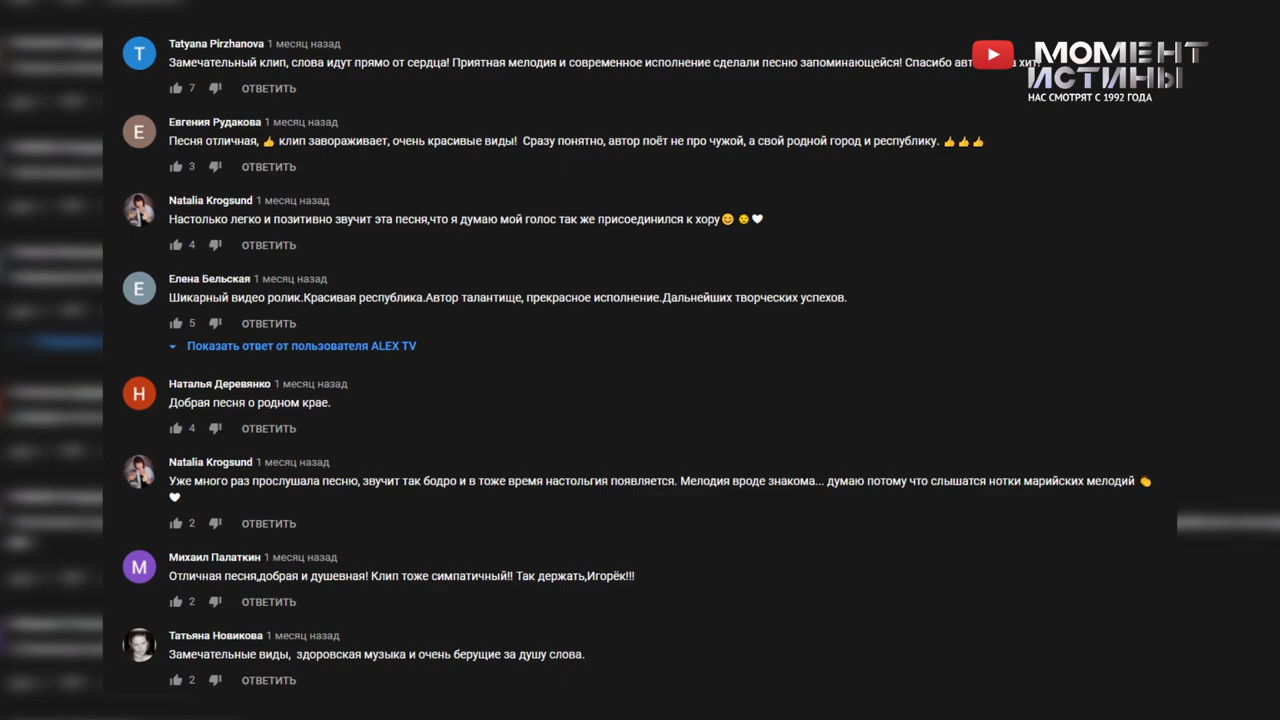 Tatyana Pirzhanova 1 месяц назад
Замечательный клип, слова идут прямо от сердца! Приятная мелодия и современное исполнение сделали песню запоминающейся! Спасибо хит!
7 ОТВЕТИТЬ
Евгения Рудакова 1 месяц назад
Песня отличная, 👍 клип завораживает, очень красивые виды! Сразу понятно, автор поёт не про чужой, а свой родной город и республику. 👍👍👍
3 ОТВЕТИТЬ
Natalia Krogsund 1 месяц назад
Настолько легко и позитивно звучит эта песня,что я думаю мой голос так же присоединился к хору😊 🤩 🤍
4 ОТВЕТИТЬ
Елена Бельская 1 месяц назад
Шикарный видео ролик.Красивая республика.Автор талантище, прекрасное исполнение.Дальнейших творческих успехов.
5 ОТВЕТИТЬ
Показать ответ от пользователя ALEX TV
Наталья Деревянко 1 месяц назад
Добрая песня о родном крае.
4 ОТВЕТИТЬ
Natalia Krogsund 1 месяц назад
Уже много раз прослушала песню, звучит так бодро и в тоже время настольгия появляется. Мелодия вроде знакома... думаю потому что слышатся нотки марийских мелодий 👏
🤍
2 ОТВЕТИТЬ
Михаил Палаткин 1 месяц назад
Отличная песня,добрая и душевная! Клип тоже симпатичный!! Так держать,Игорёк!!!
2 ОТВЕТИТЬ
Татьяна Новикова 1 месяц назад
Замечательные виды, здоровская музыка и очень берущие за душу слова.
2 ОТВЕТИТЬ
МОМЕНТ
ИСТИНЫ
НАС СМОТРЯТ С 1992 ГОДА
T
Е
Е
Н
М